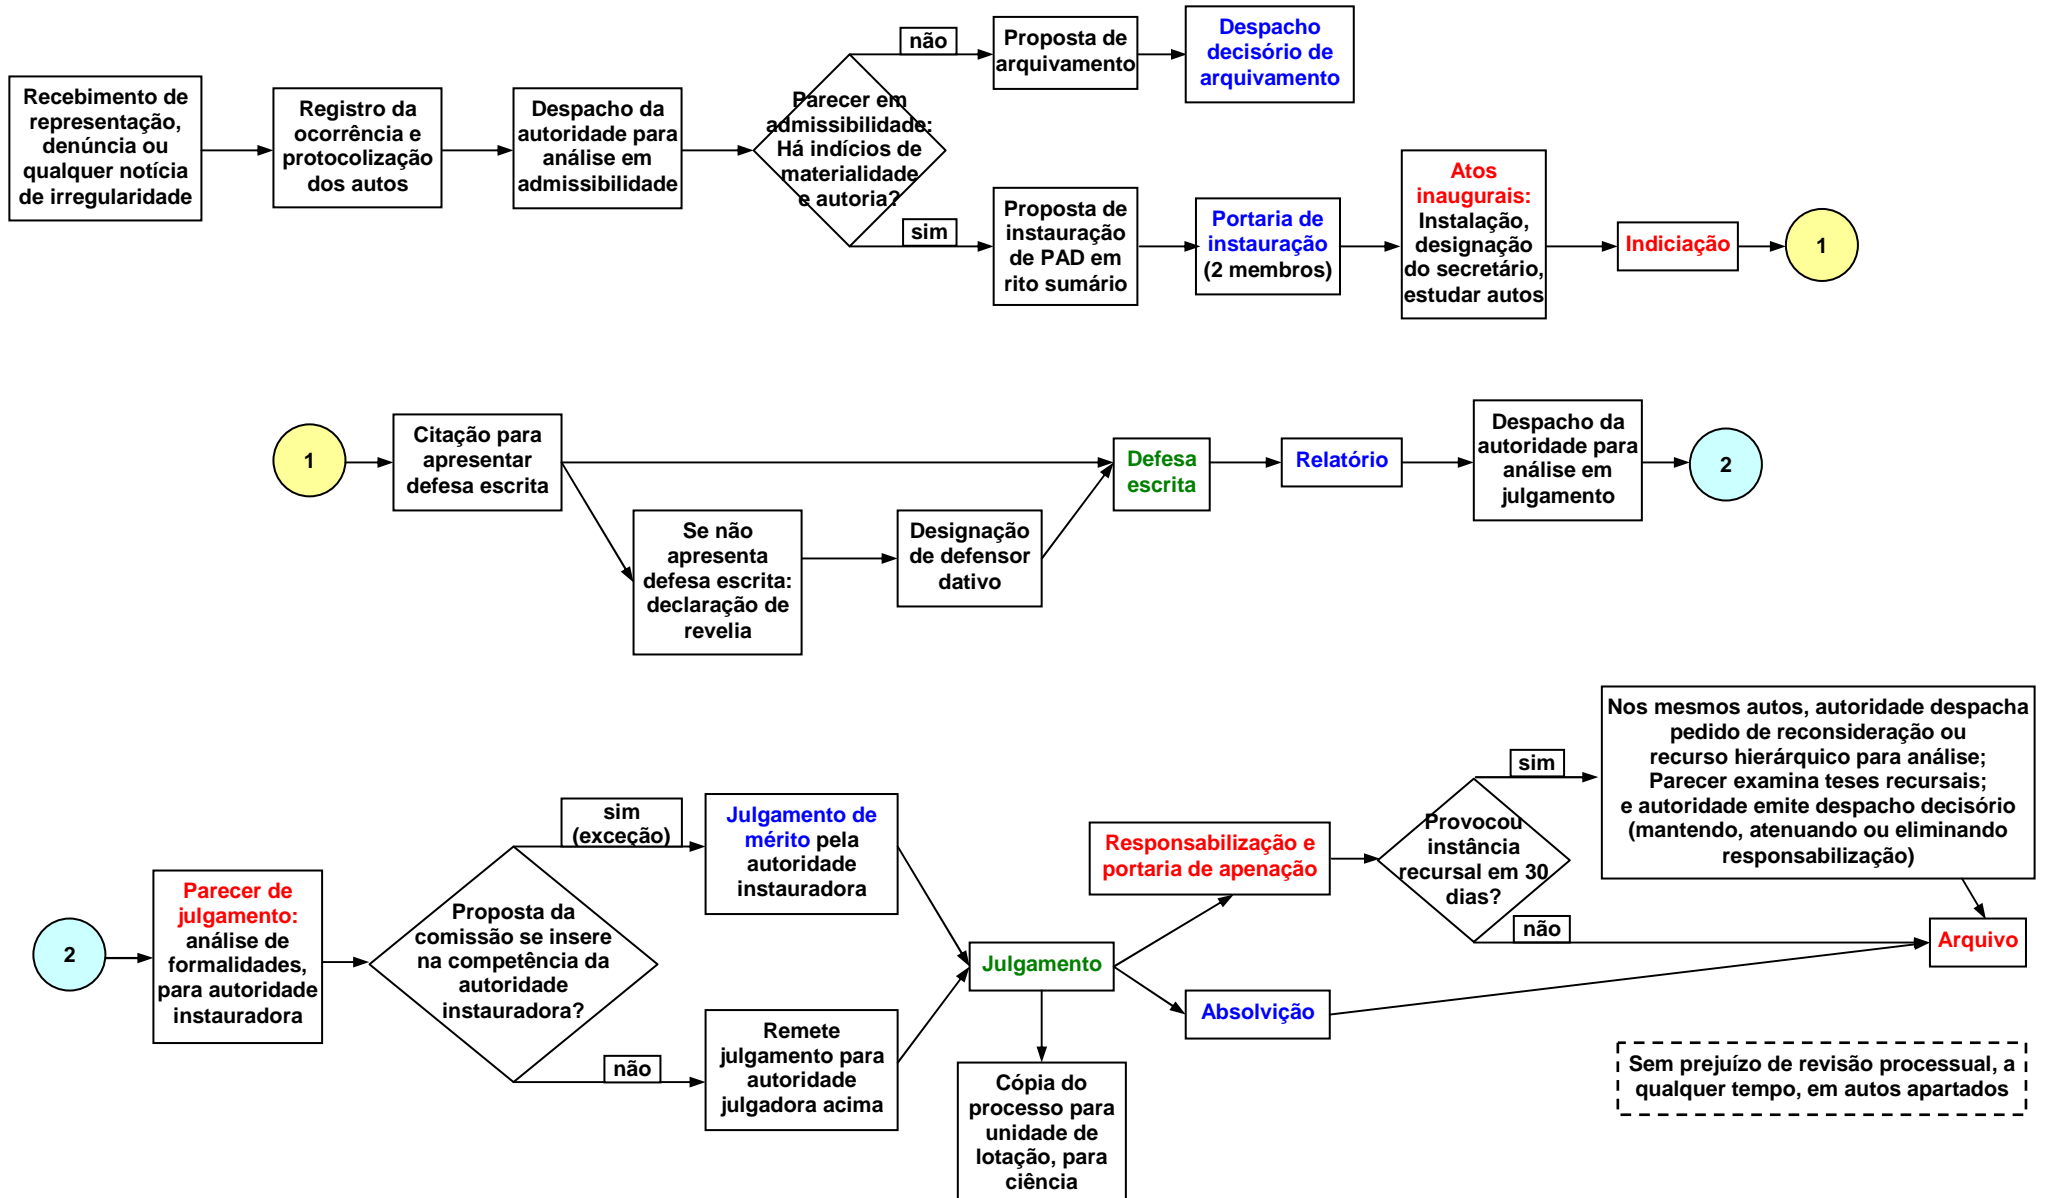 Recebimento de
representação,
denúncia ou
qualquer notícia
de irregularidade
Registro da
ocorrência e
protocolização
dos autos
Despacho da
autoridade para
análise em
admissibilidade
Parecer em
admissibilidade:
Há indícios de
materialidade
e autoria?
não
Proposta de
arquivamento
Despacho
decisório de
arquivamento
sim
Proposta de
instauração
de PAD em
rito sumário
Portaria de
instauração
(2 membros)
Atos
inaugurais:
Instalação,
designação
do secretário,
estudar autos
Indiciação
1
1
Citação para
apresentar
defesa escrita
Se não
apresenta
defesa escrita:
declaração de
revelia
Designação
de defensor
dativo
Defesa
escrita
Relatório
Despacho da
autoridade para
análise em
julgamento
2
2
Parecer de
julgamento:
análise de
formalidades,
para autoridade
instauradora
Proposta da
comissão se insere
na competência da
autoridade
instauradora?
sim
(exceção)
Julgamento de
mérito pela
autoridade
instauradora
não
Remete
julgamento para
autoridade
julgadora acima
Julgamento
Cópia do
processo para
unidade de
lotação, para
ciência
Responsabilização e
portaria de apenação
Absolvição
Provocou
instância
recursal em 30
dias?
sim
Nos mesmos autos, autoridade despacha
pedido de reconsideração ou
recurso hierárquico para análise;
Parecer examina teses recursais;
e autoridade emite despacho decisório
(mantendo, atenuando ou eliminando
responsabilização)
não
Arquivo
Sem prejuízo de revisão processual, a
qualquer tempo, em autos apartados